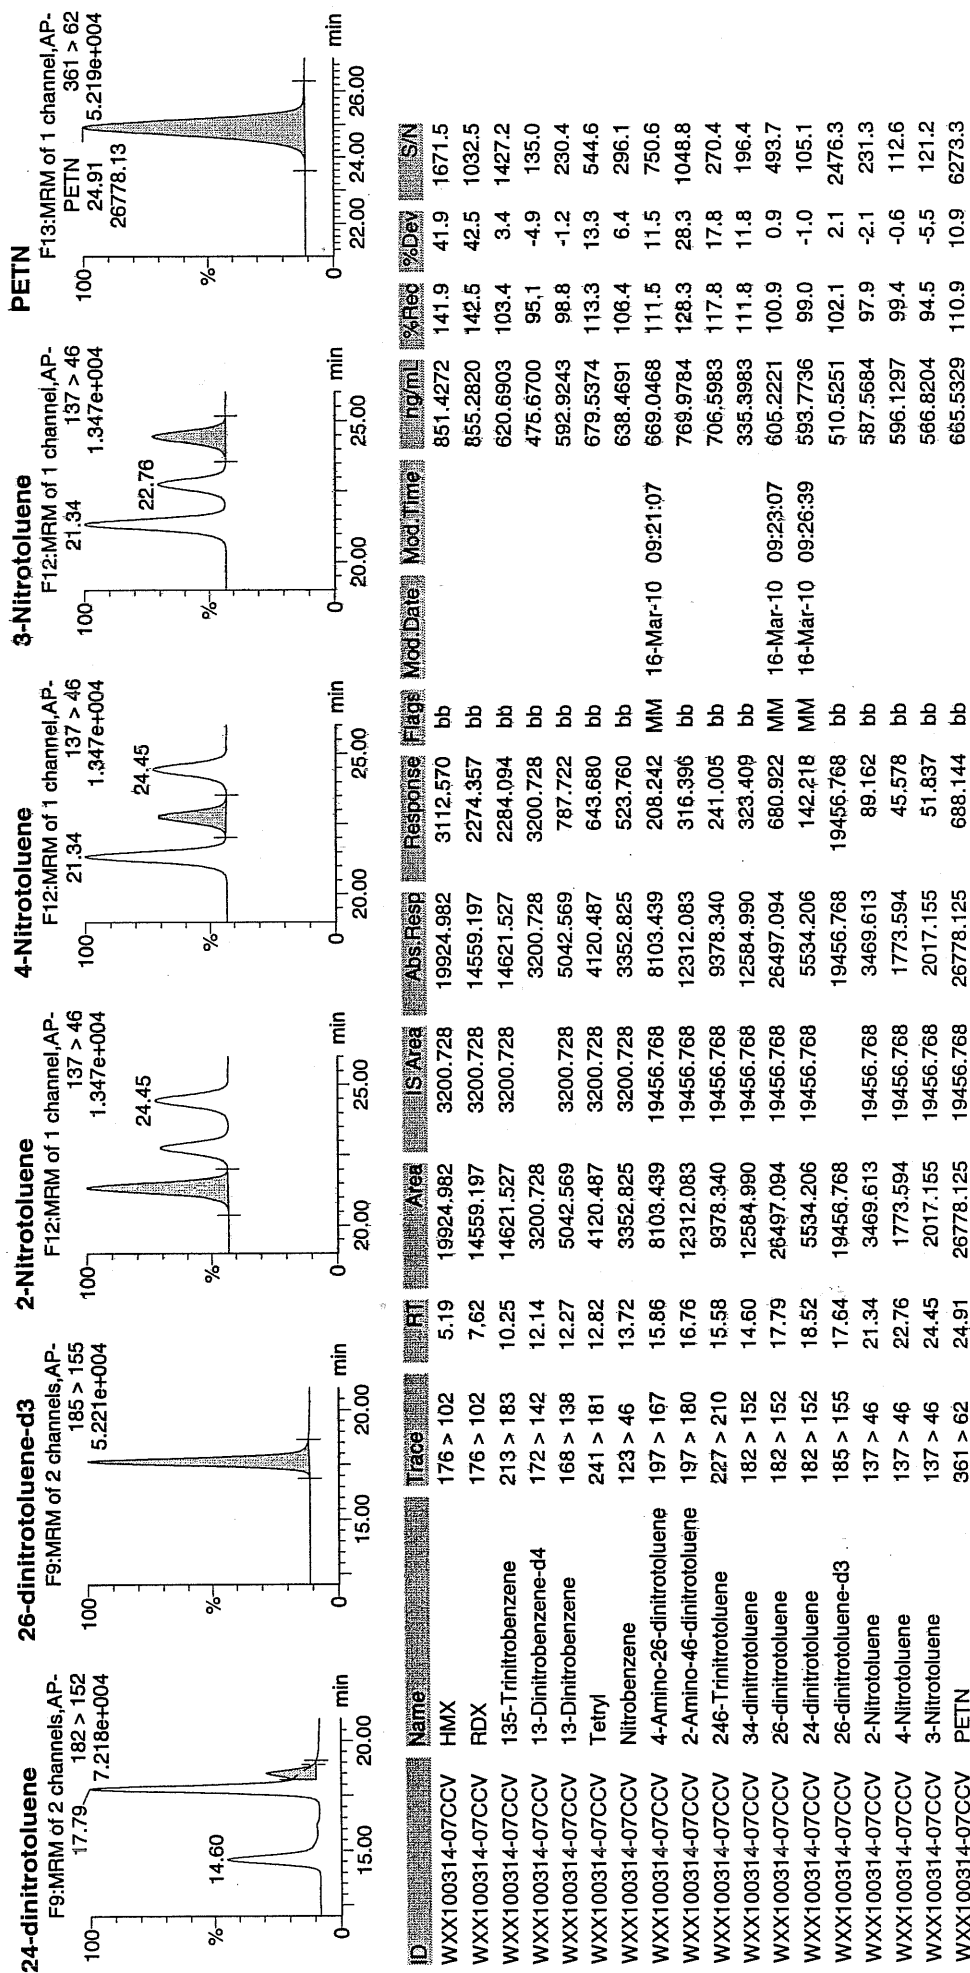 24-dinitrotoluene
F9:MRM of 2 channels,AP-
17.79
182 > 152
7.218e+004
100
14.60
%
0
15.00
20.00
min
26-dinitrotoluene-d3
F9:MRM of 2 channels,AP-
185 > 155
5.221e+004
100
%
0
15.00
20.00
min
2-Nitrotoluene
F12:MRM of 1 channel,AP-
137 > 46
1.347e+004
100
24.45
%
0
20.00
25.00
min
4-Nitrotoluene
F12:MRM of 1 channel,AP-
21.34
137 > 46
1.347e+004
100
24.45
%
0
20.00
25.00
min
3-Nitrotoluene
F12:MRM of 1 channel,AP-
21.34
137 > 46
1.347e+004
100
22.76
%
0
20.00
25.00
min
PETN
F13:MRM of 1 channel,AP-
PETN
361 > 62
24.91
5.219e+004
26778.13
100
%
0
22.00
24.00
26.00
min
ID Name Trace RT Area IS Area Abs.Resp Response Flags Mod.Date Mod.Time ng/mL %Rec %Dev S/N
WXX100314-07CCV HMX 176 > 102 5.19 19924.982 3200.728 19924.982 3112.570 bb 851.4272 141.9 41.9 1671.5
WXX100314-07CCV RDX 176 > 102 7.62 14559.197 3200.728 14559.197 2274.357 bb 855.2820 142.5 42.5 1032.5
WXX100314-07CCV 135-Trinitrobenzene 213 > 183 10.25 14621.527 3200.728 14621.527 2284.094 bb 620.6903 103.4 3.4 1427.2
WXX100314-07CCV 13-Dinitrobenzene-d4 172 > 142 12.14 3200.728 3200.728 3200.728 bb 475.6700 95.1 -4.9 135.0
WXX100314-07CCV 13-Dinitrobenzene 168 > 138 12.27 5042.569 3200.728 5042.569 787.722 bb 592.9243 98.8 -1.2 230.4
WXX100314-07CCV Tetryl 241 > 181 12.82 4120.487 3200.728 4120.487 643.680 bb 679.5374 113.3 13.3 544.6
WXX100314-07CCV Nitrobenzene 123 > 46 13.72 3352.825 3200.728 3352.825 523.760 bb 638.4691 106.4 6.4 296.1
WXX100314-07CCV 4-Amino-26-dinitrotoluene 197 > 167 15.86 8103.439 19456.768 8103.439 208.242 MM 16-Mar-10 09:21:07 669.0468 111.5 11.5 750.6
WXX100314-07CCV 2-Amino-46-dinitrotoluene 197 > 180 16.76 12312.083 19456.768 12312.083 316.396 bb 769.9784 128.3 28.3 1048.8
WXX100314-07CCV 246-Trinitrotoluene 227 > 210 15.58 9378.340 19456.768 9378.340 241.005 bb 706.5983 117.8 17.8 270.4
WXX100314-07CCV 34-dinitrotoluene 182 > 152 14.60 12584.990 19456.768 12584.990 323.409 bb 335.3983 111.8 11.8 196.4
WXX100314-07CCV 26-dinitrotoluene 182 > 152 17.79 26497.094 19456.768 26497.094 680.922 MM 16-Mar-10 09:23:07 605.2221 100.9 0.9 493.7
WXX100314-07CCV 24-dinitrotoluene 182 > 152 18.52 5534.206 19456.768 5534.206 142.218 MM 16-Mar-10 09:26:39 593.7736 99.0 -1.0 105.1
WXX100314-07CCV 26-dinitrotoluene-d3 185 > 155 17.64 19456.768 19456.768 19456.768 bb 510.5251 102.1 2.1 2476.3
WXX100314-07CCV 2-Nitrotoluene 137 > 46 21.34 3469.613 19456.768 3469.613 89.162 bb 587.5684 97.9 -2.1 231.3
WXX100314-07CCV 4-Nitrotoluene 137 > 46 22.76 1773.594 19456.768 1773.594 45.578 bb 596.1297 99.4 -0.6 112.6
WXX100314-07CCV 3-Nitrotoluene 137 > 46 24.45 2017.155 19456.768 2017.155 51.837 bb 566.8204 94.5 -5.5 121.2
WXX100314-07CCV PETN 361 > 62 24.91 26778.125 19456.768 26778.125 688.144 bb 665.5329 110.9 10.9 6273.3